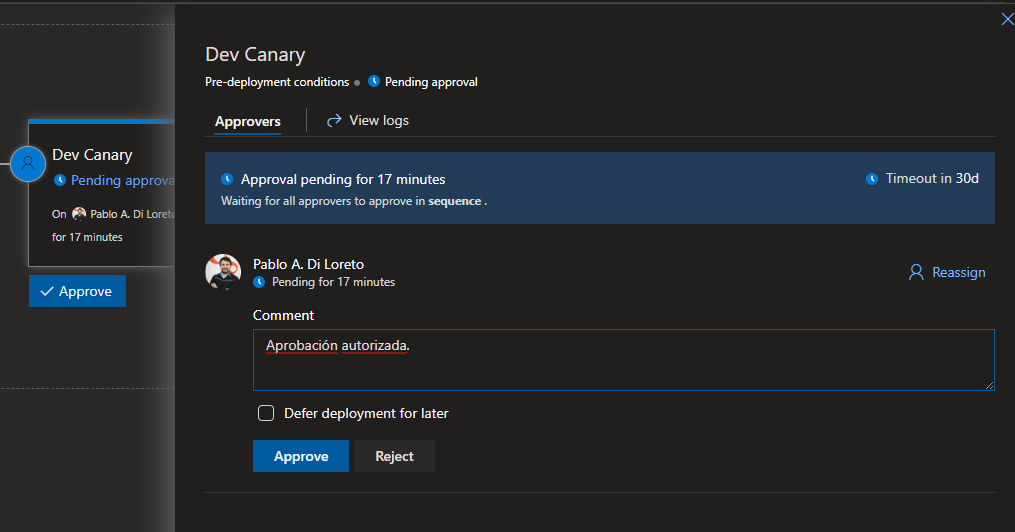 Dev Canary
Pending approva
On Pablo A. Di Loreto
for 17 minutes
Approve
Dev Canary
Pre-deployment conditions Pending approval
Approvers View logs
Approval pending for 17 minutes Timeout in 30d
Waiting for all approvers to approve in sequence .
Pablo A. Di Loreto
Pending for 17 minutes
Reassign
Comment
Aprobación autorizada.
Defer deployment for later
Approve Reject